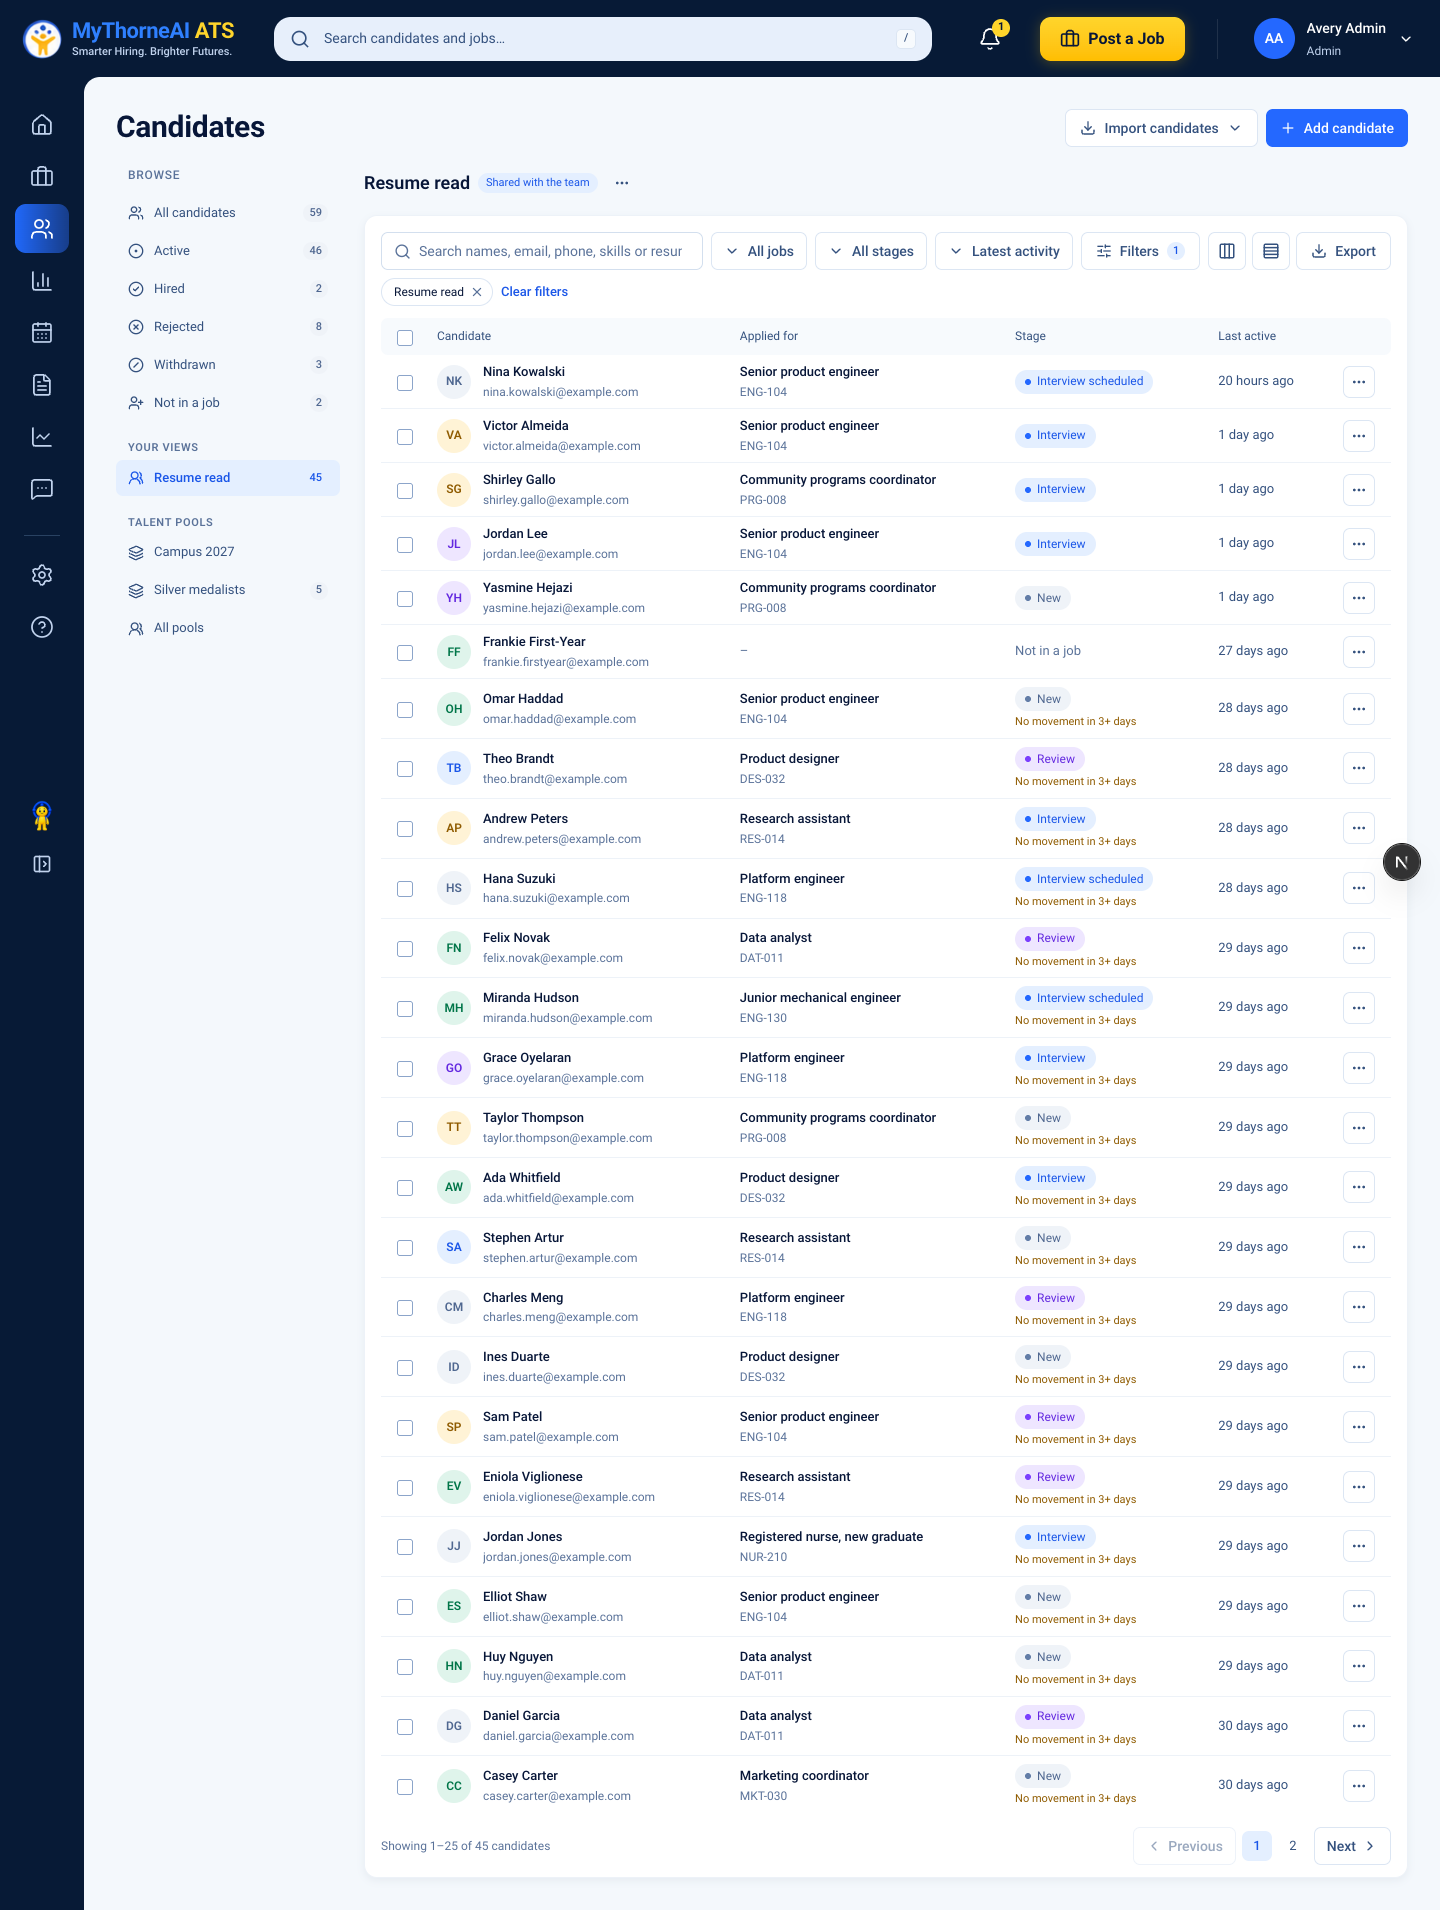 MyThorneAI ATS
Smarter Hiring. Brighter Futures.
Search candidates and jobs...
/
1
Post a Job
AA
Avery Admin
Admin
Candidates
Import candidates
Add candidate
BROWSE
All candidates 59
Active 46
Hired 2
Rejected 8
Withdrawn 3
Not in a job 2
YOUR VIEWS
Resume read 45
TALENT POOLS
Campus 2027
Silver medalists 5
All pools
Resume read Shared with the team
Search names, email, phone, skills or resur
All jobs
All stages
Latest activity
Filters 1
Export
Resume read
Clear filters
Candidate Applied for Stage Last active
NK Nina Kowalski Senior product engineer Interview scheduled 20 hours ago
nina.kowalski@example.com ENG-104
VA Victor Almeida Senior product engineer Interview 1 day ago
victor.almeida@example.com ENG-104
SG Shirley Gallo Community programs coordinator Interview 1 day ago
shirley.gallo@example.com PRG-008
JL Jordan Lee Senior product engineer Interview 1 day ago
jordan.lee@example.com ENG-104
YH Yasmine Hejazi Community programs coordinator New 1 day ago
yasmine.hejazi@example.com PRG-008
FF Frankie First-Year – Not in a job 27 days ago
frankie.firstyear@example.com
OH Omar Haddad Senior product engineer New 28 days ago
omar.haddad@example.com ENG-104 No movement in 3+ days
TB Theo Brandt Product designer Review 28 days ago
theo.brandt@example.com DES-032 No movement in 3+ days
AP Andrew Peters Research assistant Interview 28 days ago
andrew.peters@example.com RES-014 No movement in 3+ days
HS Hana Suzuki Platform engineer Interview scheduled 28 days ago
hana.suzuki@example.com ENG-118 No movement in 3+ days
FN Felix Novak Data analyst Review 29 days ago
felix.novak@example.com DAT-011 No movement in 3+ days
MH Miranda Hudson Junior mechanical engineer Interview scheduled 29 days ago
miranda.hudson@example.com ENG-130 No movement in 3+ days
GO Grace Oyelaran Platform engineer Interview 29 days ago
grace.oyelaran@example.com ENG-118 No movement in 3+ days
TT Taylor Thompson Community programs coordinator New 29 days ago
taylor.thompson@example.com PRG-008 No movement in 3+ days
AW Ada Whitfield Product designer Interview 29 days ago
ada.whitfield@example.com DES-032 No movement in 3+ days
SA Stephen Artur Research assistant New 29 days ago
stephen.artur@example.com RES-014 No movement in 3+ days
CM Charles Meng Platform engineer Review 29 days ago
charles.meng@example.com ENG-118 No movement in 3+ days
ID Ines Duarte Product designer New 29 days ago
ines.duarte@example.com DES-032 No movement in 3+ days
SP Sam Patel Senior product engineer Review 29 days ago
sam.patel@example.com ENG-104 No movement in 3+ days
EV Eniola Viglionese Research assistant Review 29 days ago
eniola.viglionese@example.com RES-014 No movement in 3+ days
JJ Jordan Jones Registered nurse, new graduate Interview 29 days ago
jordan.jones@example.com NUR-210 No movement in 3+ days
ES Elliot Shaw Senior product engineer New 29 days ago
elliot.shaw@example.com ENG-104 No movement in 3+ days
HN Huy Nguyen Data analyst New 29 days ago
huy.nguyen@example.com DAT-011 No movement in 3+ days
DG Daniel Garcia Data analyst Review 30 days ago
daniel.garcia@example.com DAT-011 No movement in 3+ days
CC Casey Carter Marketing coordinator New 30 days ago
casey.carter@example.com MKT-030 No movement in 3+ days
Showing 1–25 of 45 candidates
Previous 1 2 Next
N